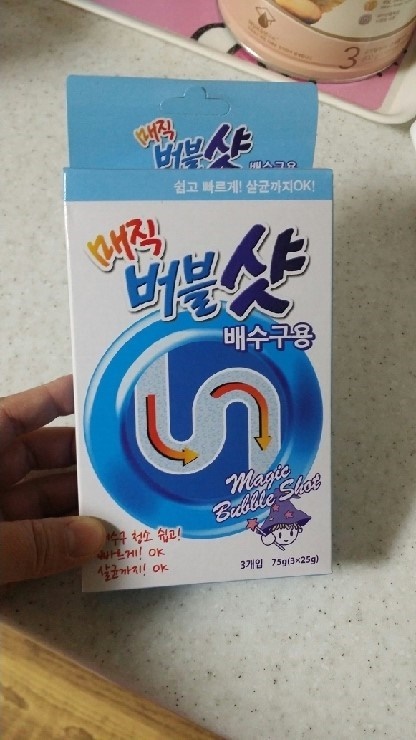 3
매직
버블샷
배수구용
쉽고 빠르게! 살균까지OK!
매직
버블샷
배수구용
Magic
Bubble Shot
청소 쉽고!
빠르게! OK
살균까지! OK
3개입 75g(3×25g)